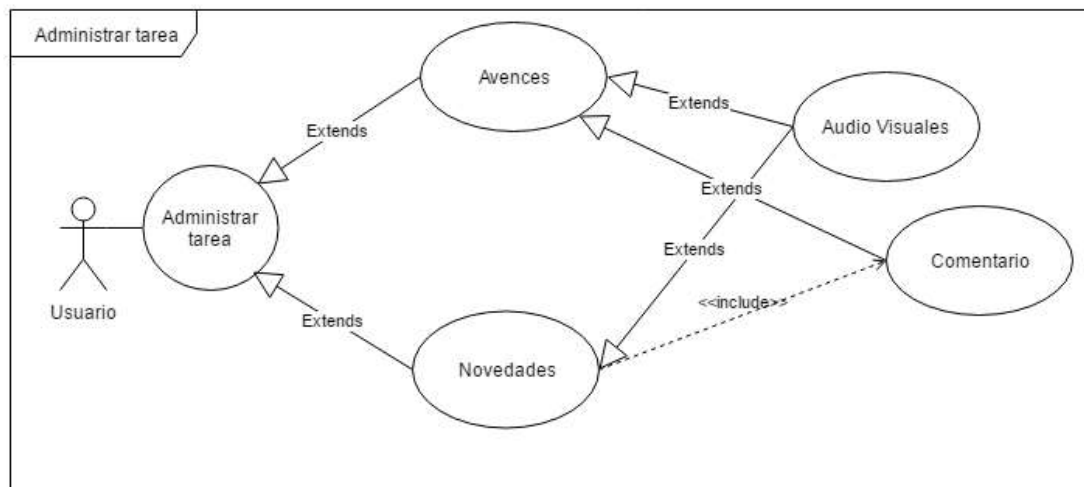 Administrar tarea
Avences
Extends
Audio Visuales
Extends
Administrar
tarea
Extends
Usuario
Extends
Comentario
<<include>>
Extends
Novedades